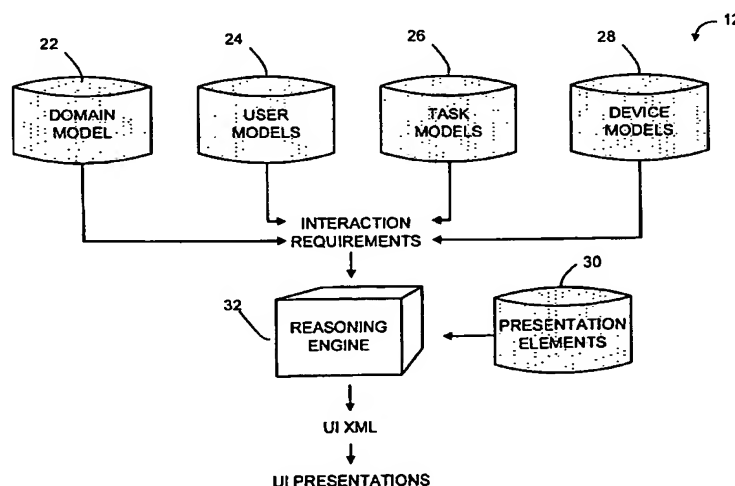 22
24
26
28
12
DOMAIN
MODEL
USER
MODELS
TASK
MODELS
DEVICE
MODELS
INTERACTION
REQUIREMENTS
30
32
REASONING
ENGINE
PRESENTATION
ELEMENTS
UI XML
UI PRESENTATIONS